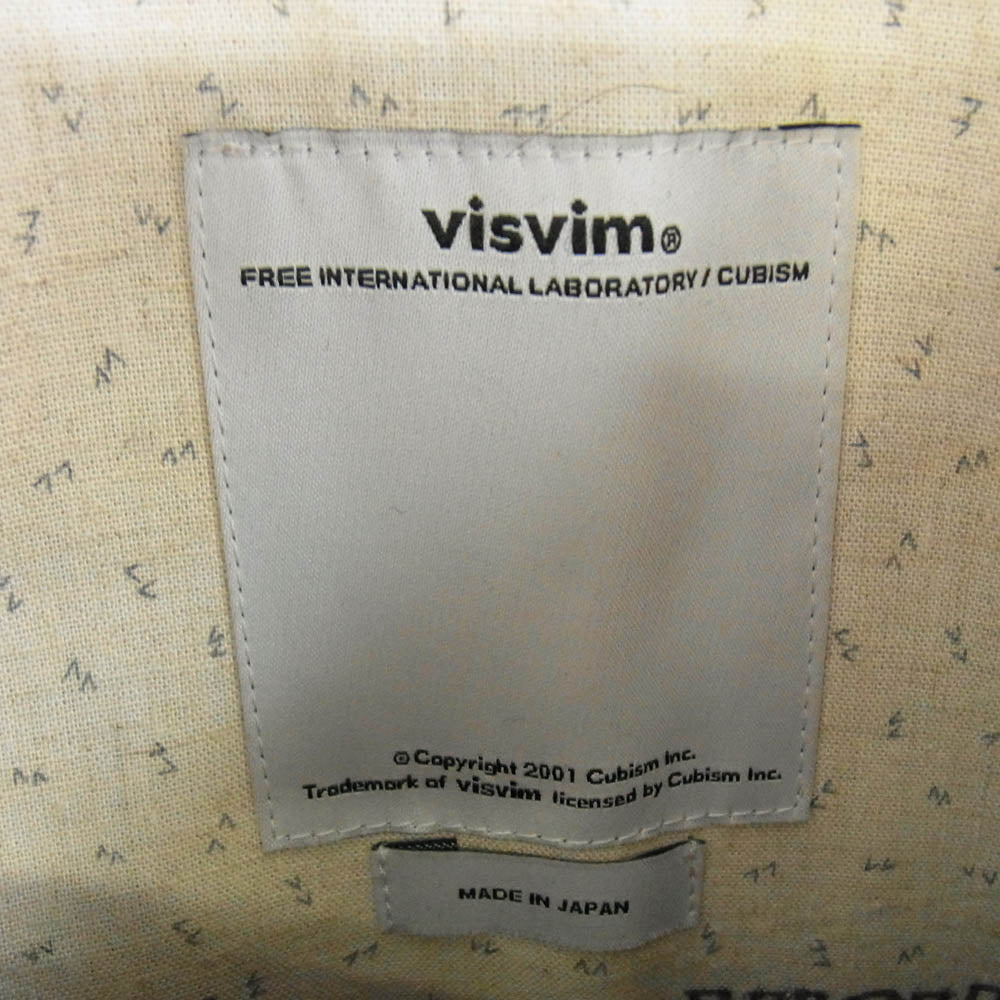 visvim®
FREE INTERNATIONAL LABORATORY / CUBISM
© Copyright 2001 Cubism Inc.
Trademark of visvim licensed by Cubism Inc.
MADE IN JAPAN